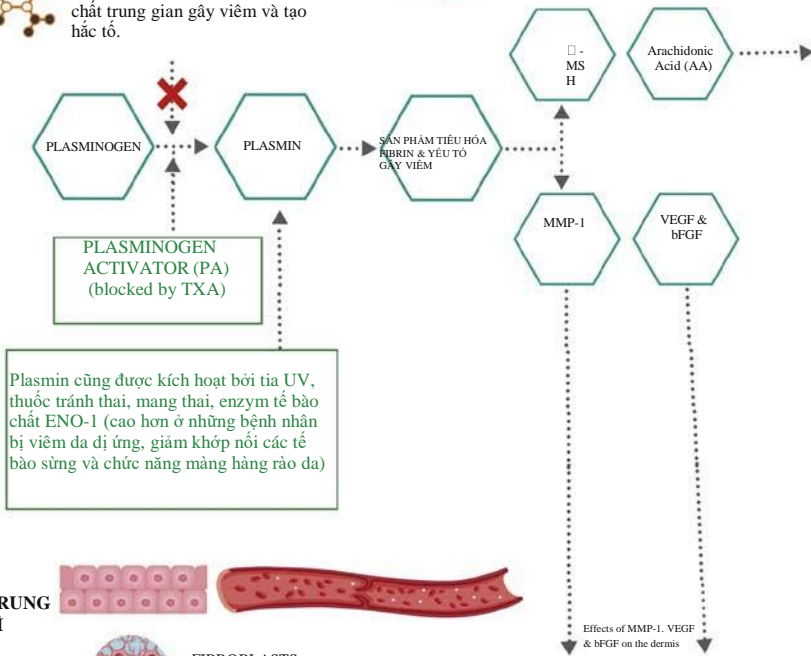 chất trung gian gây viêm và tạo
hắc tố.
□ -
MS
H
Arachidonic
Acid (AA)
PLASMINOGEN
PLASMIN
SẢN PHẨM TIÊU HÓA
FIBRIN & YẾU TỐ
GÂY VIÊM
MMP-1
VEGF &
bFGF
PLASMINOGEN
ACTIVATOR (PA)
(blocked by TXA)
Plasmin cũng được kích hoạt bởi tia UV,
thuốc tránh thai, mang thai, enzym tế bào
chất ENO-1 (cao hơn ở những bệnh nhân
bị viêm da dị ứng, giảm khớp nối các tế
bào sừng và chức năng màng hàng rào da)
RUNG
Effects of MMP-1. VEGF
& bFGF on the dermis
FIBROBLASTS